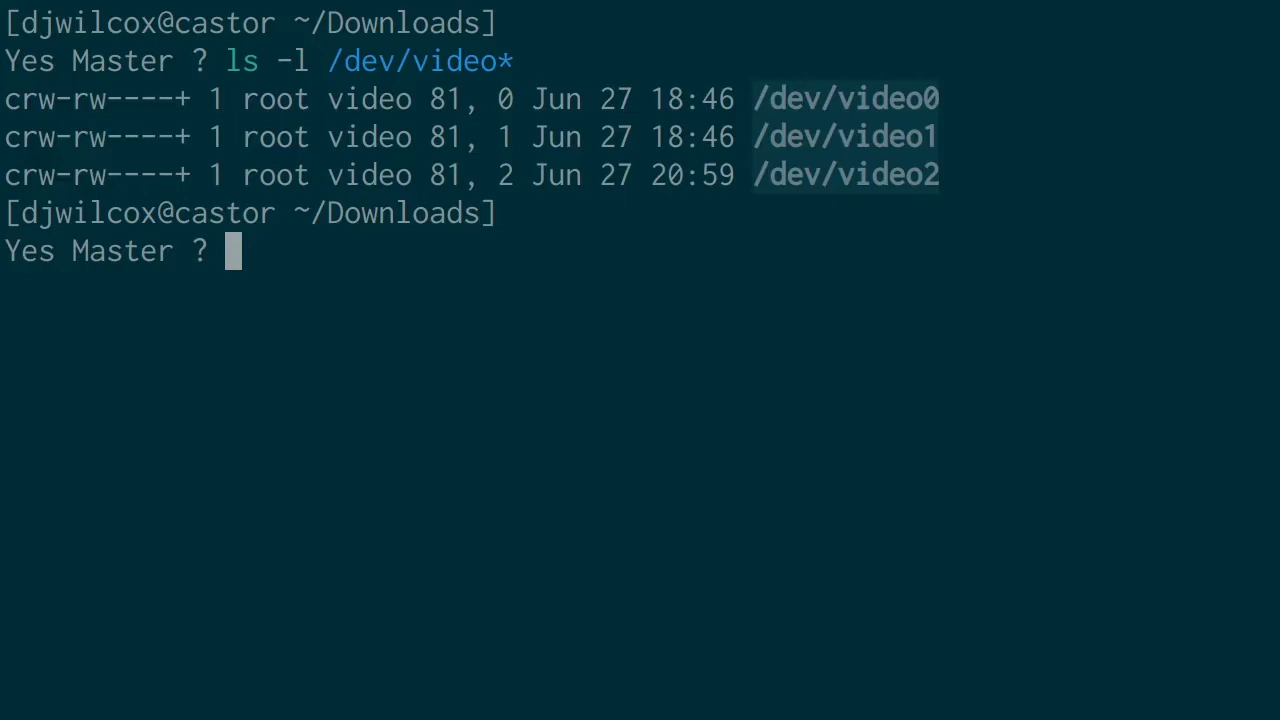 [djwilcox@castor ~/Downloads]
Yes Master ? ls -l /dev/video*
crw-rw----+ 1 root video 81, 0 Jun 27 18:46 /dev/video0
crw-rw----+ 1 root video 81, 1 Jun 27 18:46 /dev/video1
crw-rw----+ 1 root video 81, 2 Jun 27 20:59 /dev/video2
[djwilcox@castor ~/Downloads]
Yes Master ?